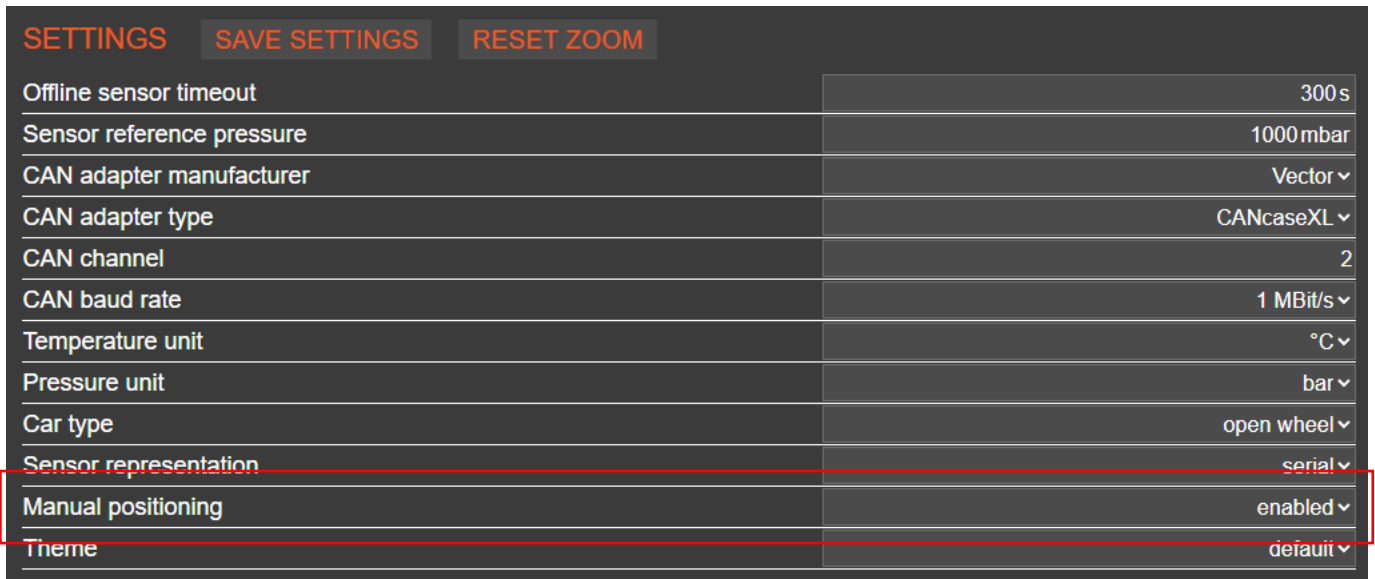 SETTINGS SAVE SETTINGS RESET ZOOM
Offline sensor timeout 300 s
Sensor reference pressure 1000 mbar
CAN adapter manufacturer Vector
CAN adapter type CANcaseXL
CAN channel 2
CAN baud rate 1 MBit/s
Temperature unit °C
Pressure unit bar
Car type open wheel
Sensor representation serial
Manual positioning enabled
Theme default